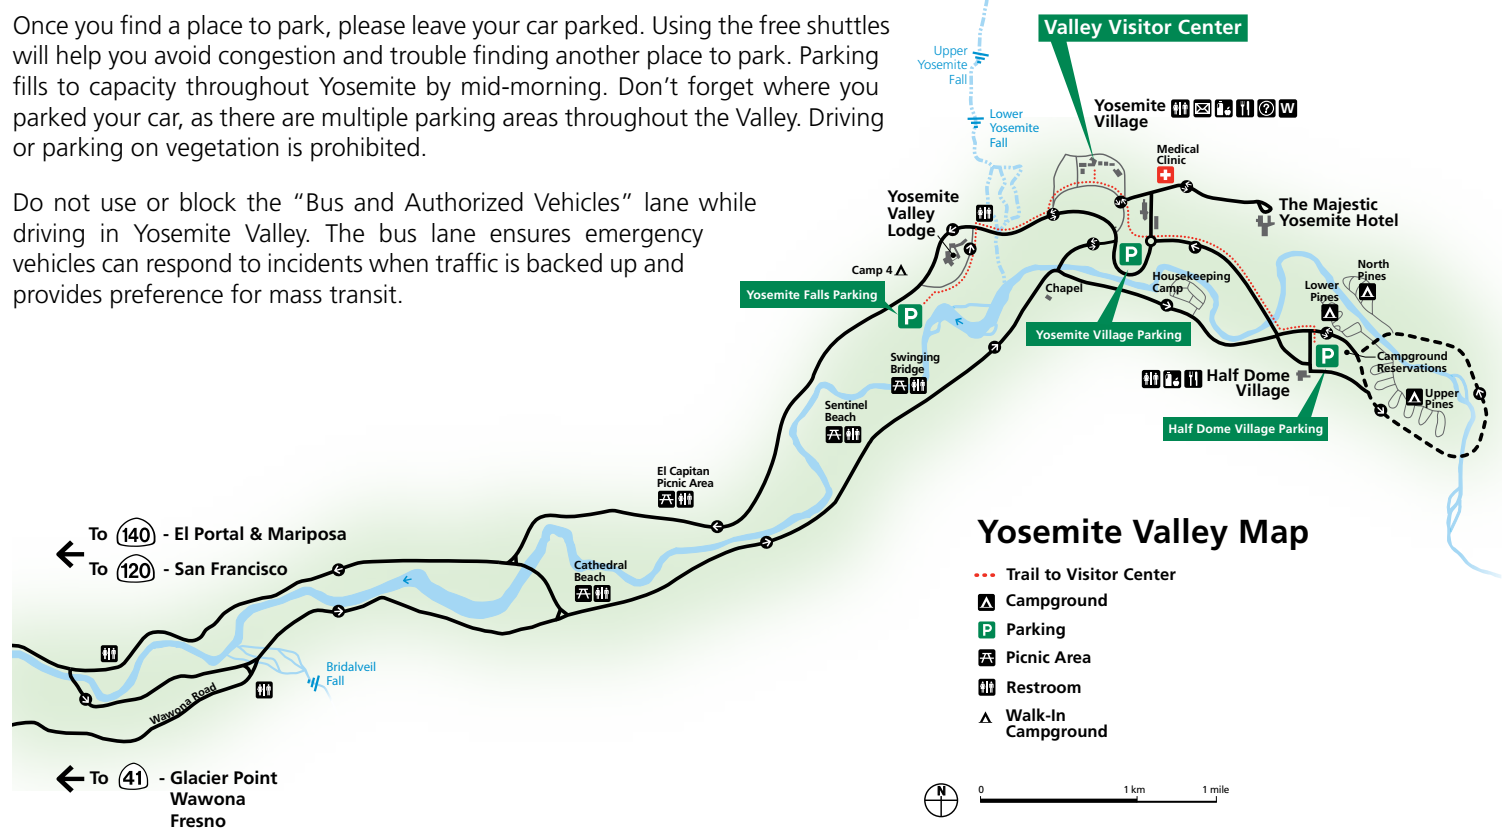 Once you find a place to park, please leave your car parked. Using the free shuttles
will help you avoid congestion and trouble finding another place to park. Parking
fills to capacity throughout Yosemite by mid-morning. Don’t forget where you
parked your car, as there are multiple parking areas throughout the Valley. Driving
or parking on vegetation is prohibited.
Do not use or block the “Bus and Authorized Vehicles” lane while
driving in Yosemite Valley. The bus lane ensures emergency
vehicles can respond to incidents when traffic is backed up and
provides preference for mass transit.
Valley Visitor Center
Upper
Yosemite
Fall
Lower
Yosemite
Fall
Yosemite
Village
? W
Medical
Clinic
Yosemite
Valley
Lodge
The Majestic
Yosemite Hotel
Camp 4
Yosemite Falls Parking
P
P
Chapel
Housekeeping
Camp
North
Pines
Lower
Pines
Yosemite Village Parking
Swinging
Bridge
P
Campground
Reservations
Half Dome
Village
Upper
Pines
Sentinel
Beach
Half Dome Village Parking
El Capitan
Picnic Area
To 140 - El Portal & Mariposa
To 120 - San Francisco
Cathedral
Beach
Bridalveil
Fall
Wawona Road
To 41 - Glacier Point
Wawona
Fresno
Yosemite Valley Map
Trail to Visitor Center
Campground
P Parking
Picnic Area
Restroom
Walk-In
Campground
N
0 1 km 1 mile